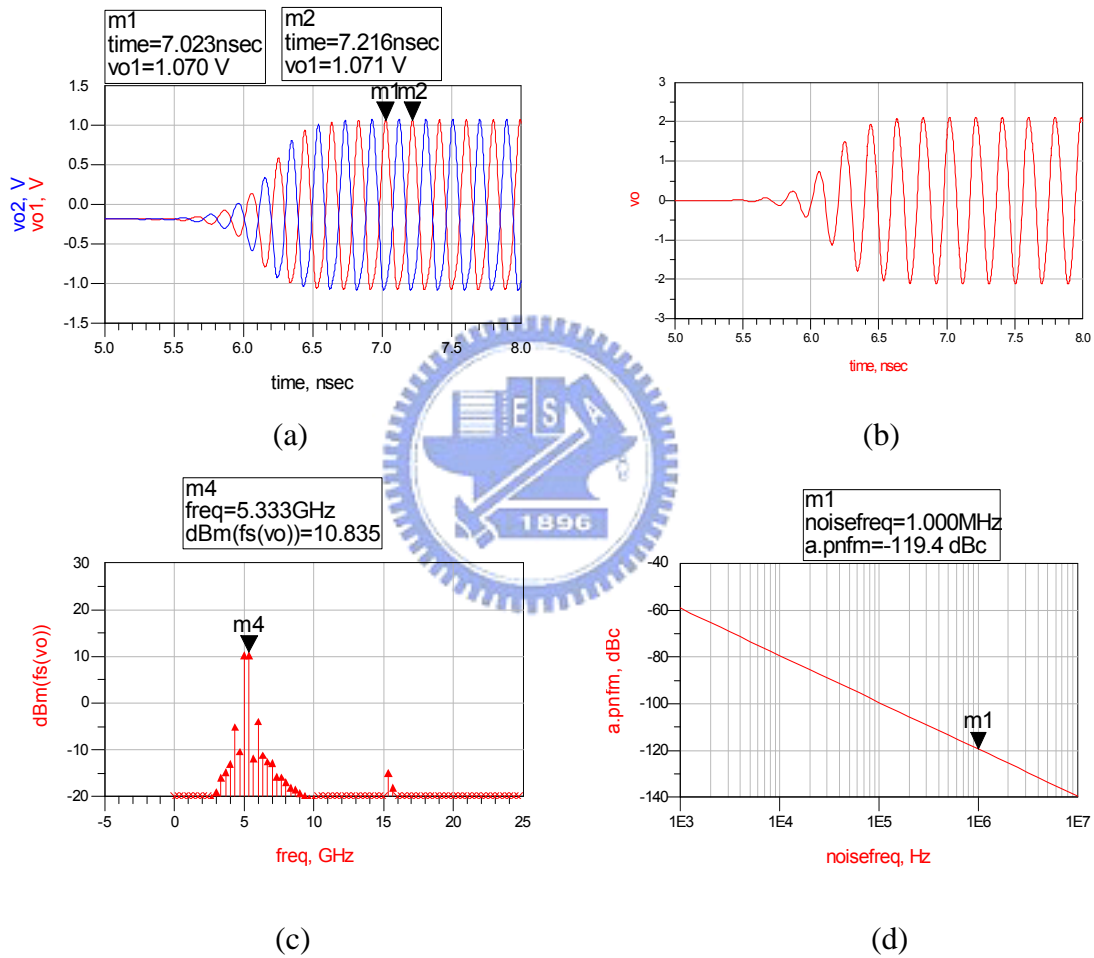 m1
time=7.023nsec
vo1=1.070 V
m2
time=7.216nsec
vo1=1.071 V
m1 m2
1.5
1.0
0.5
0.0
-0.5
-1.0
-1.5
vo2, V
vo1, V
5.0 5.5 6.0 6.5 7.0 7.5 8.0
time, nsec
(a)
3
2
1
0
-1
-2
-3
vo
5.0 5.5 6.0 6.5 7.0 7.5 8.0
time, nsec
(b)
E S A
1896
m4
freq=5.333GHz
dBm(fs(vo))=10.835
m4
30
20
10
0
-10
-20
dBm(fs(vo))
-5 0 5 10 15 20 25
freq, GHz
(c)
m1
noisefreq=1.000MHz
a.pnfm=-119.4 dBc
m1
-40
-60
-80
-100
-120
-140
a.pnfm, dBc
1E3 1E4 1E5 1E6 1E7
noisefreq, Hz
(d)